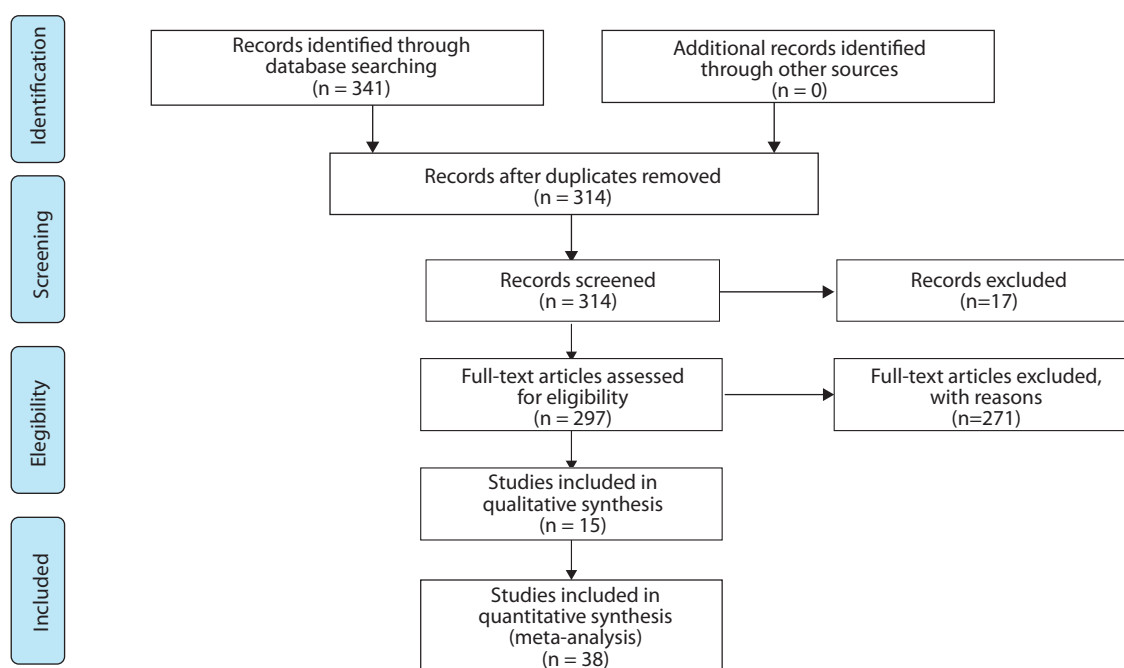 Identification
Records identified through
database searching
(n = 341)
Additional records identified
through other sources
(n = 0)
Records after duplicates removed
(n = 314)
Screening
Records screened
(n = 314)
Records excluded
(n=17)
Elegibility
Full-text articles assessed
for eligibility
(n = 297)
Full-text articles excluded,
with reasons
(n=271)
Studies included in
qualitative synthesis
(n = 15)
Included
Studies included in
quantitative synthesis
(meta-analysis)
(n = 38)